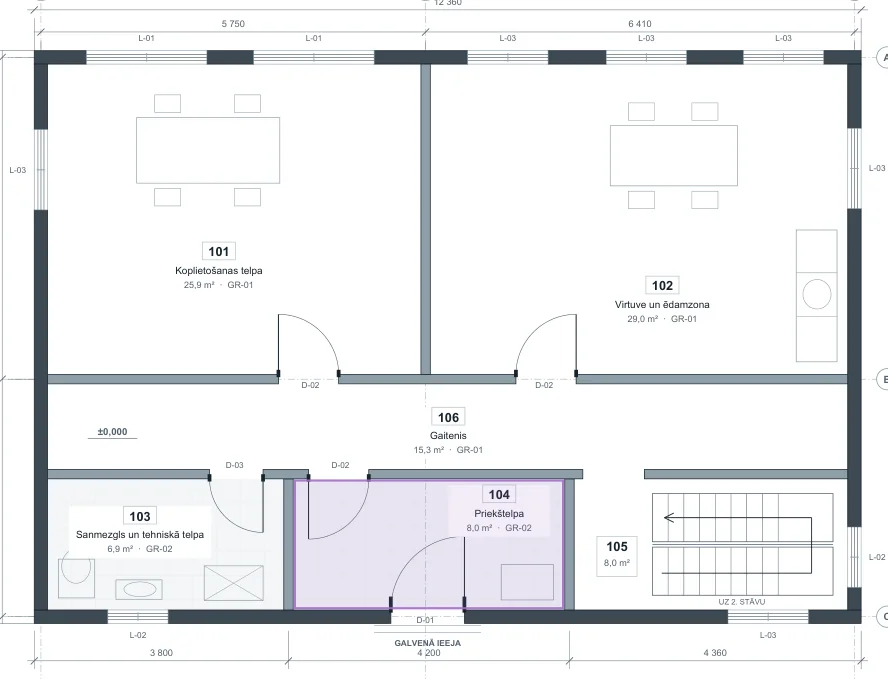 12 360
5 750
6 410
L-01
L-01
L-03
L-03
L-03
A
L-03
L-03
101
Koplietošanas telpa
25,9 m² · GR-01
102
Virtuve un ēdamzona
29,0 m² · GR-01
D-02
D-02
106
Gaitenis
15,3 m² · GR-01
±0,000
D-03
D-02
103
Sanmezgls un tehniskā telpa
6,9 m² · GR-02
104
Priekštelpa
8,0 m² · GR-02
105
8,0 m²
L-02
UZ 2. STĀVU
D-01
L-02
GALVENĀ IEEJA
L-03
3 800
4 200
4 360